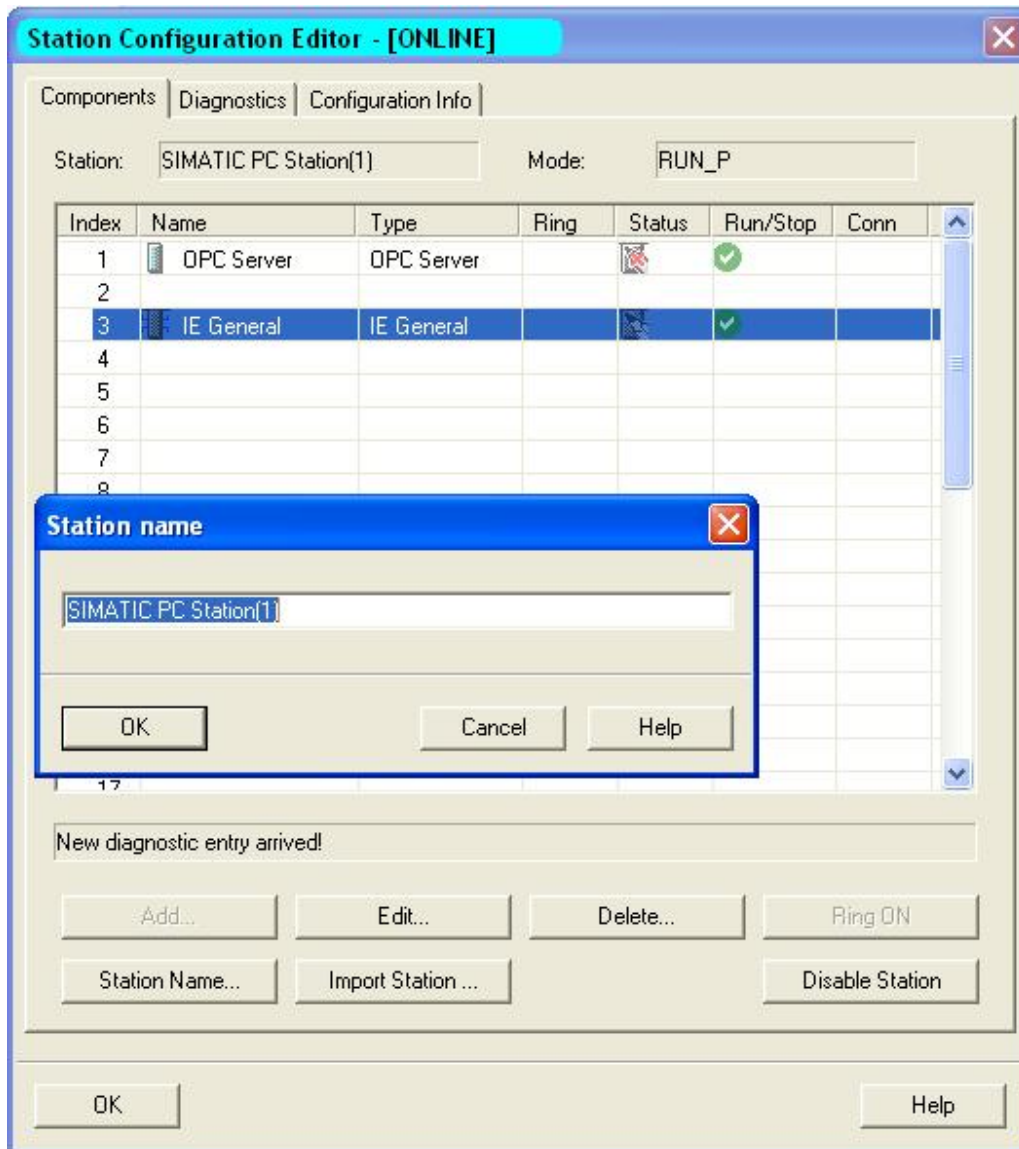 Station Configuration Editor - [ONLINE]
Components Diagnostics Configuration Info
Station: SIMATIC PC Station(1) Mode: RUN_P
Index Name Type Ring Status Run/Stop Conn
1 OPC Server OPC Server
2
3 IE General IE General
4
5
6
7
8
Station name
SIMATIC PC Station(1)
OK Cancel Help
17
New diagnostic entry arrived!
Add... Edit... Delete... Ring ON
Station Name... Import Station ... Disable Station
OK Help